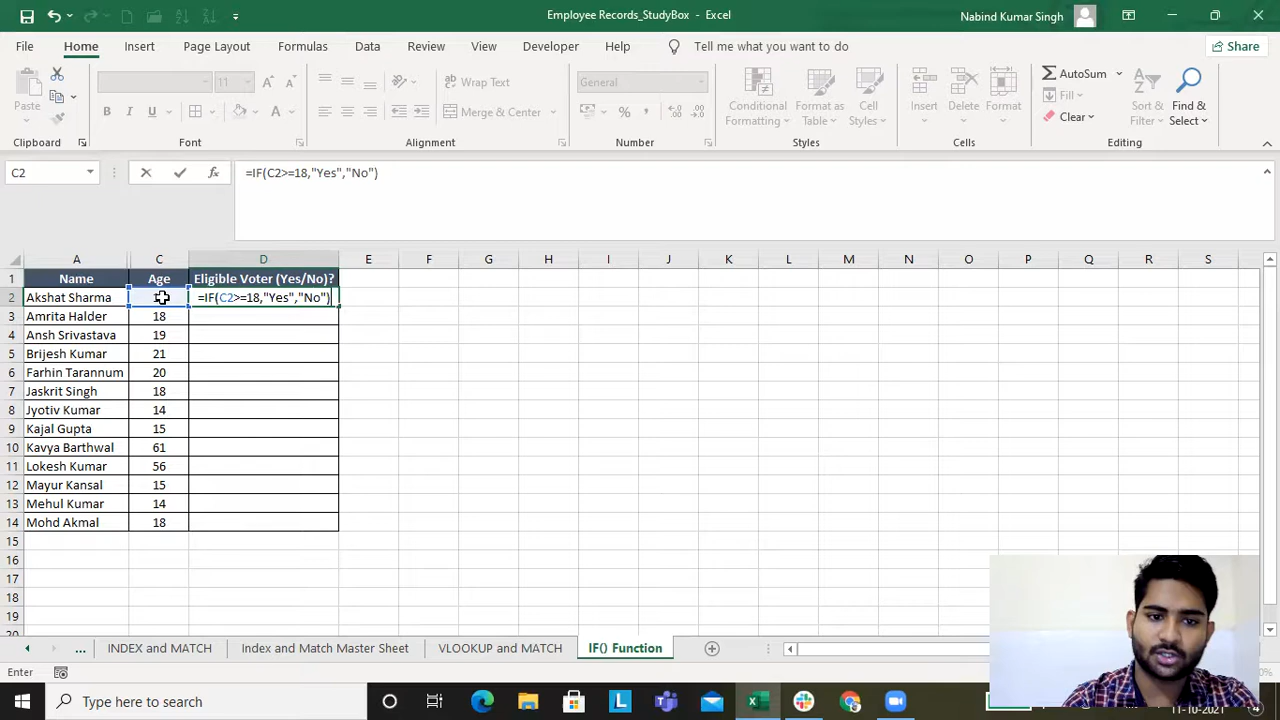 Employee Records_StudyBox - Excel
Nabind Kumar Singh
File Home Insert Page Layout Formulas Data Review View Developer Help Tell me what you want to do Share
Paste
11
Wrap Text
General
Conditional Formatting
Format as Table
Cell Styles
Insert
Delete
Format
AutoSum
Fill
Clear
Sort & Filter
Find & Select
B I U
Merge & Center
Clipboard Font Alignment Number Styles Cells Editing
C2 fx =IF(C2>=18,"Yes","No")
A C D E F G H I J K L M N O P Q R S
1 Name Age Eligible Voter (Yes/No)?
2 Akshat Sharma =IF(C2>=18,"Yes","No")
3 Amrita Halder 18
4 Ansh Srivastava 19
5 Brijesh Kumar 21
6 Farhin Tarannum 20
7 Jaskrit Singh 18
8 Jyotiv Kumar 14
9 Kajal Gupta 15
10 Kavya Barthwal 61
11 Lokesh Kumar 56
12 Mayur Kansal 15
13 Mehul Kumar 14
14 Mohd Akmal 18
15
16
17
18
19
... INDEX and MATCH Index and Match Master Sheet VLOOKUP and MATCH IF() Function
Enter
Type here to search
11-10-2021